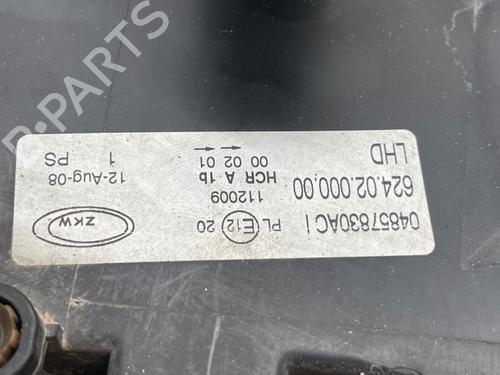 04857830AC i
624.02.000.00
LHD
PL E12 20
112009
HCR A 1b
00 02 01
ZKW
12-Aug-08
1 PS
B-PARTS